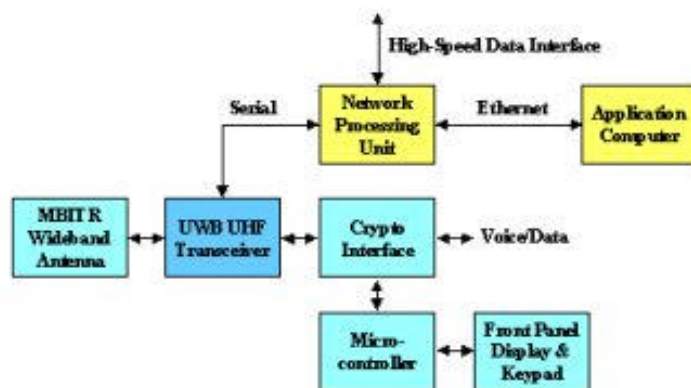 High-Speed Data Interface
Serial
Network
Processing
Unit
Ethernet
Application
Computer
MBIT R
Wideband
Antenna
UWB UHF
Transceiver
Crypto
Interface
Voice/Data
Micro-
controller
Front Panel
Display &
Keypad